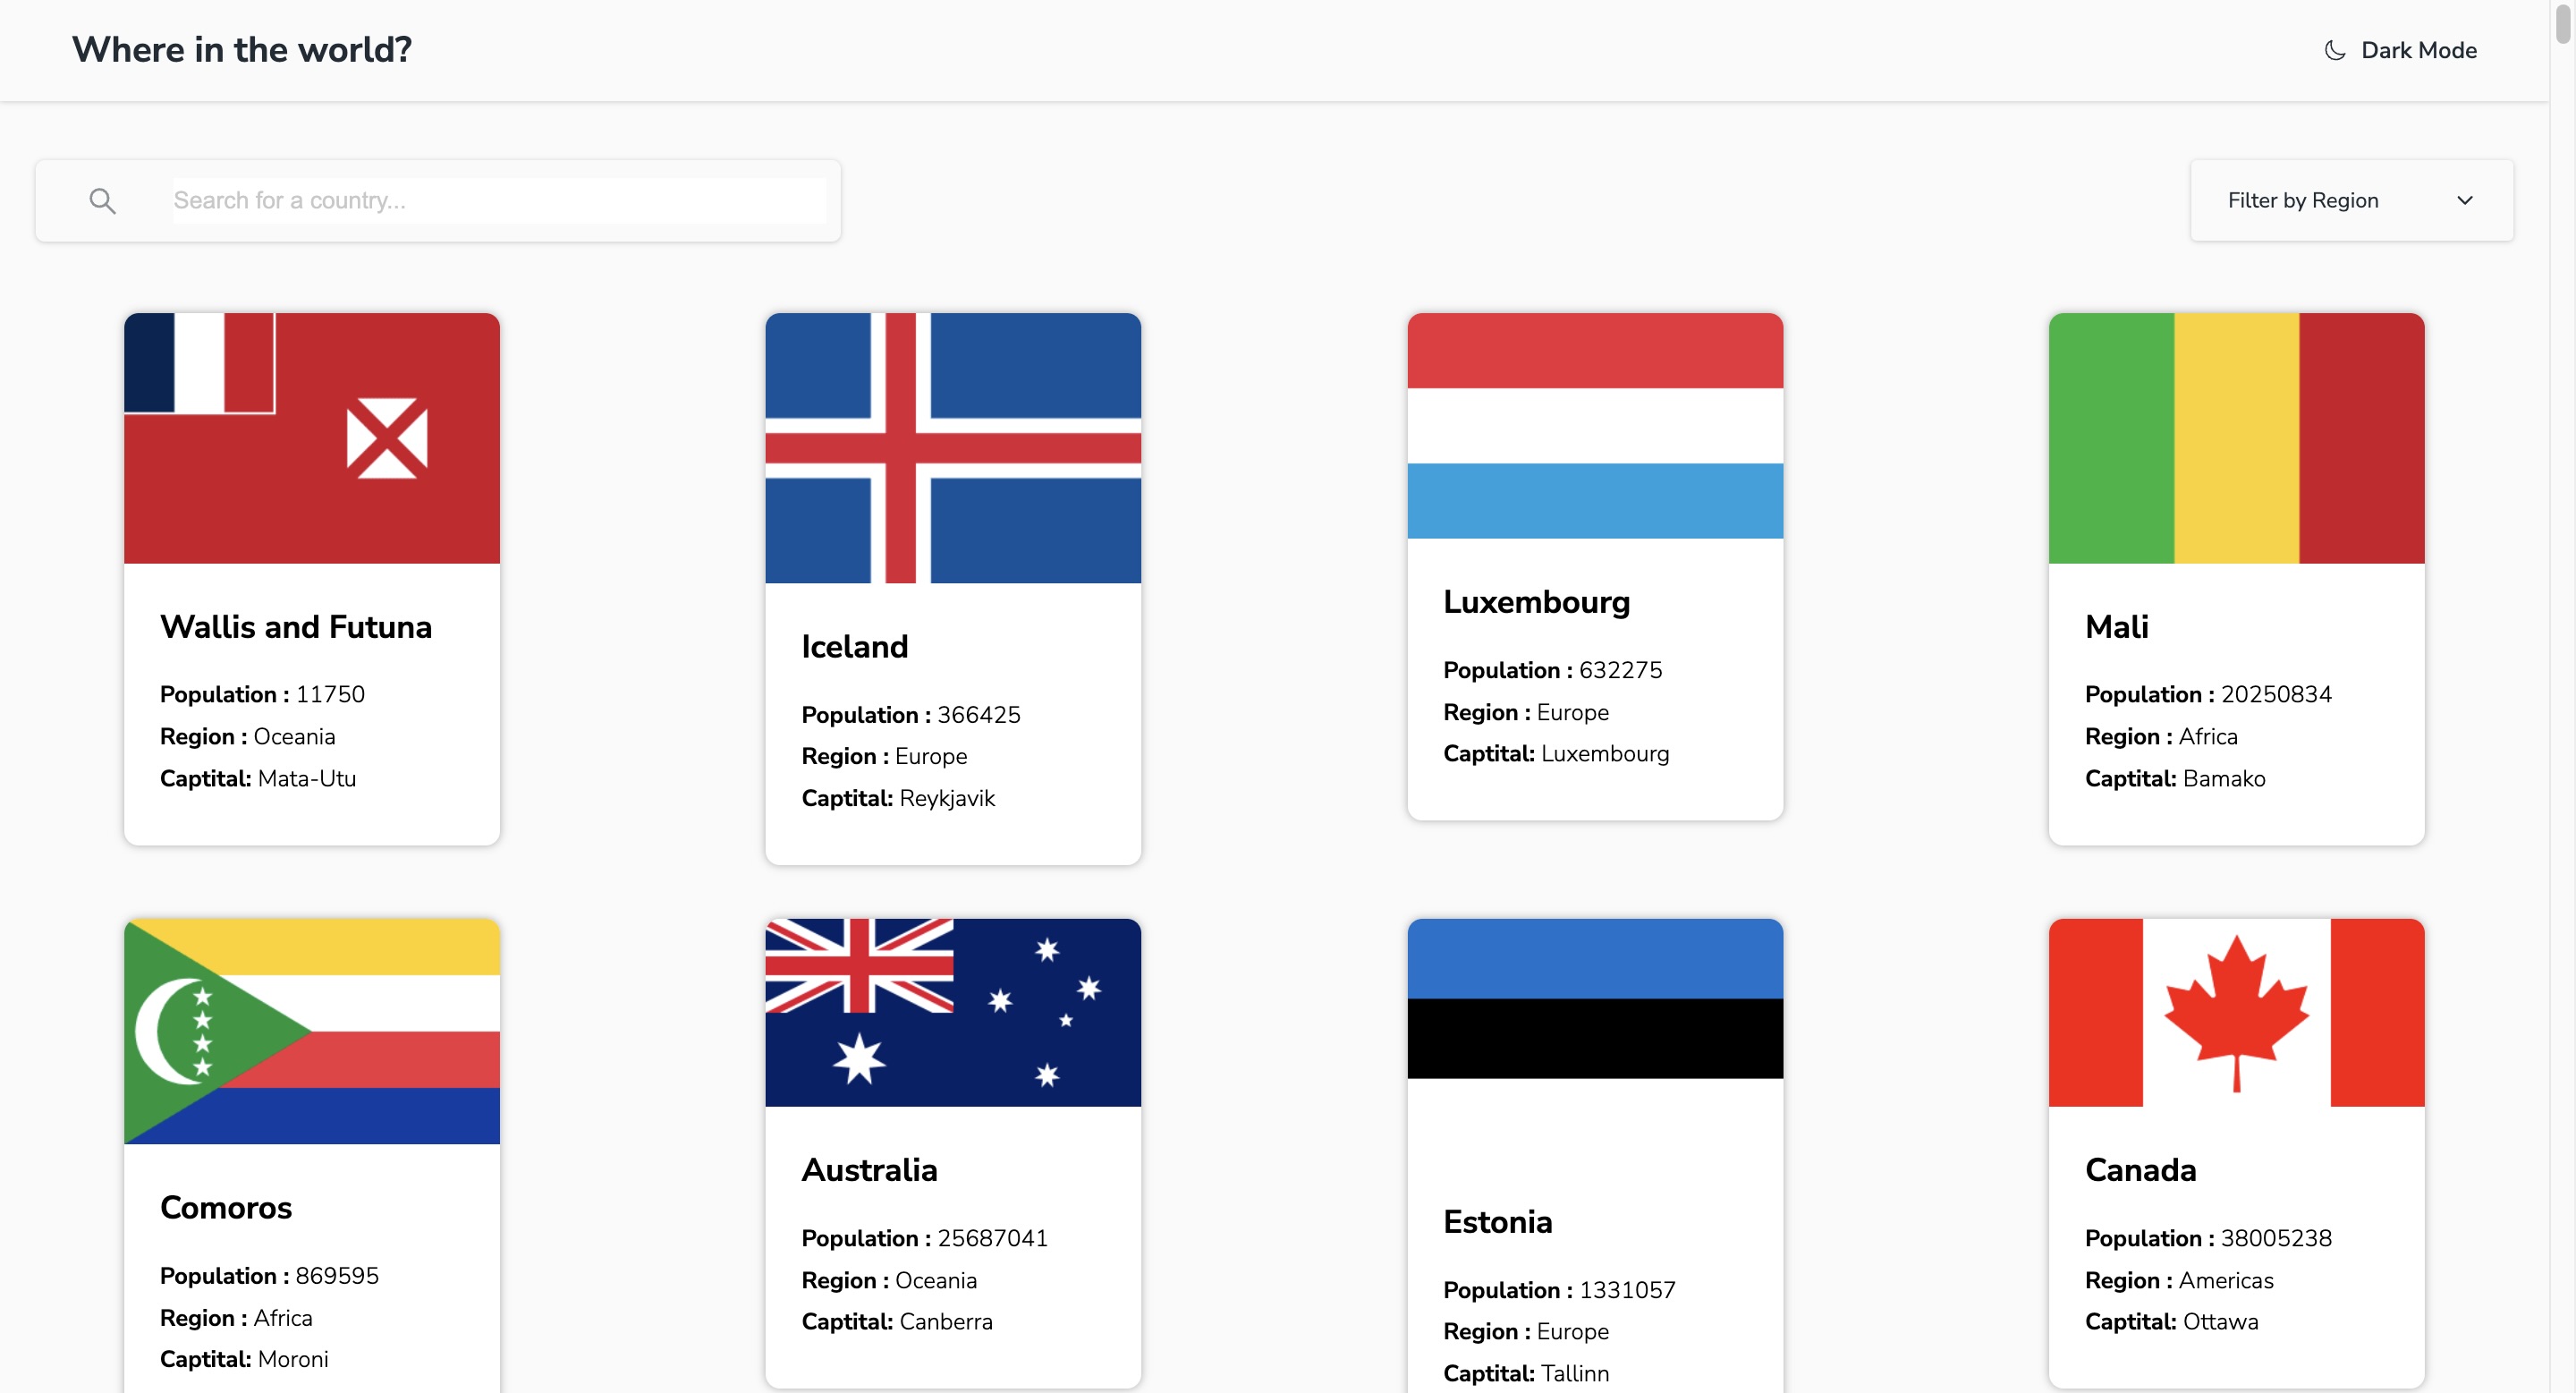 Where in the world?
Dark Mode
Search for a country...
Filter by Region
Wallis and Futuna
Population : 11750
Region : Oceania
Captital: Mata-Utu
Iceland
Population : 366425
Region : Europe
Captital: Reykjavik
Luxembourg
Population : 632275
Region : Europe
Captital: Luxembourg
Mali
Population : 20250834
Region : Africa
Captital: Bamako
Comoros
Population : 869595
Region : Africa
Captital: Moroni
Australia
Population : 25687041
Region : Oceania
Captital: Canberra
Estonia
Population : 1331057
Region : Europe
Captital: Tallinn
Canada
Population : 38005238
Region : Americas
Captital: Ottawa